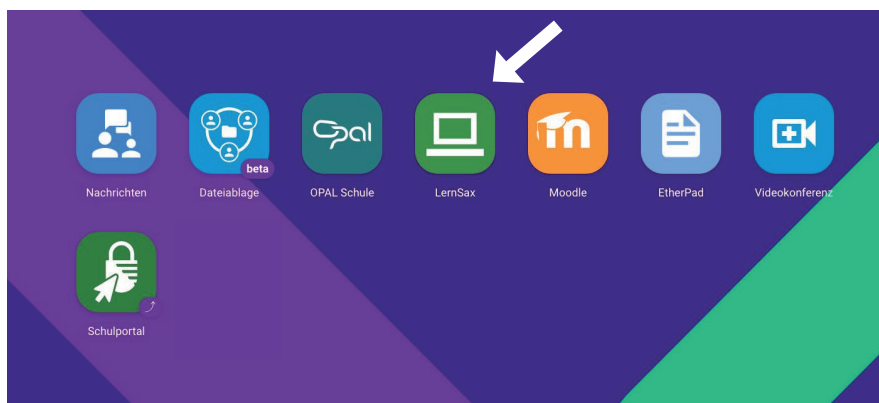 Opal
beta
Nachrichten
Dateiablage
OPAL Schule
LernSax
Moodle
EtherPad
Videokonferenz
Schulportal